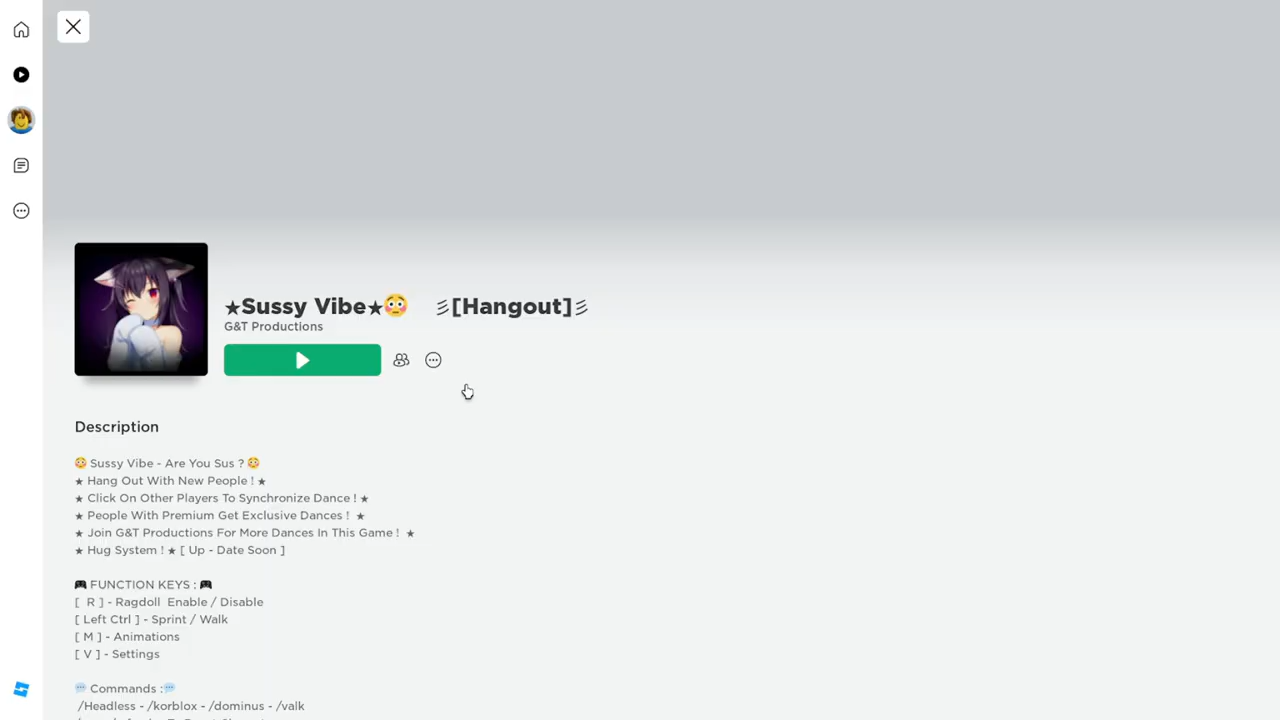 ★Sussy Vibe★😳 彡[Hangout]彡
G&T Productions
Description
😳 Sussy Vibe - Are You Sus ? 😳
★ Hang Out With New People ! ★
★ Click On Other Players To Synchronize Dance ! ★
★ People With Premium Get Exclusive Dances ! ★
★ Join G&T Productions For More Dances In This Game ! ★
★ Hug System ! ★ [ Up - Date Soon ]
🎮 FUNCTION KEYS : 🎮
[ R ] - Ragdoll Enable / Disable
[ Left Ctrl ] - Sprint / Walk
[ M ] - Animations
[ V ] - Settings
💬 Commands :💬
/Headless - /korblox - /dominus - /valk